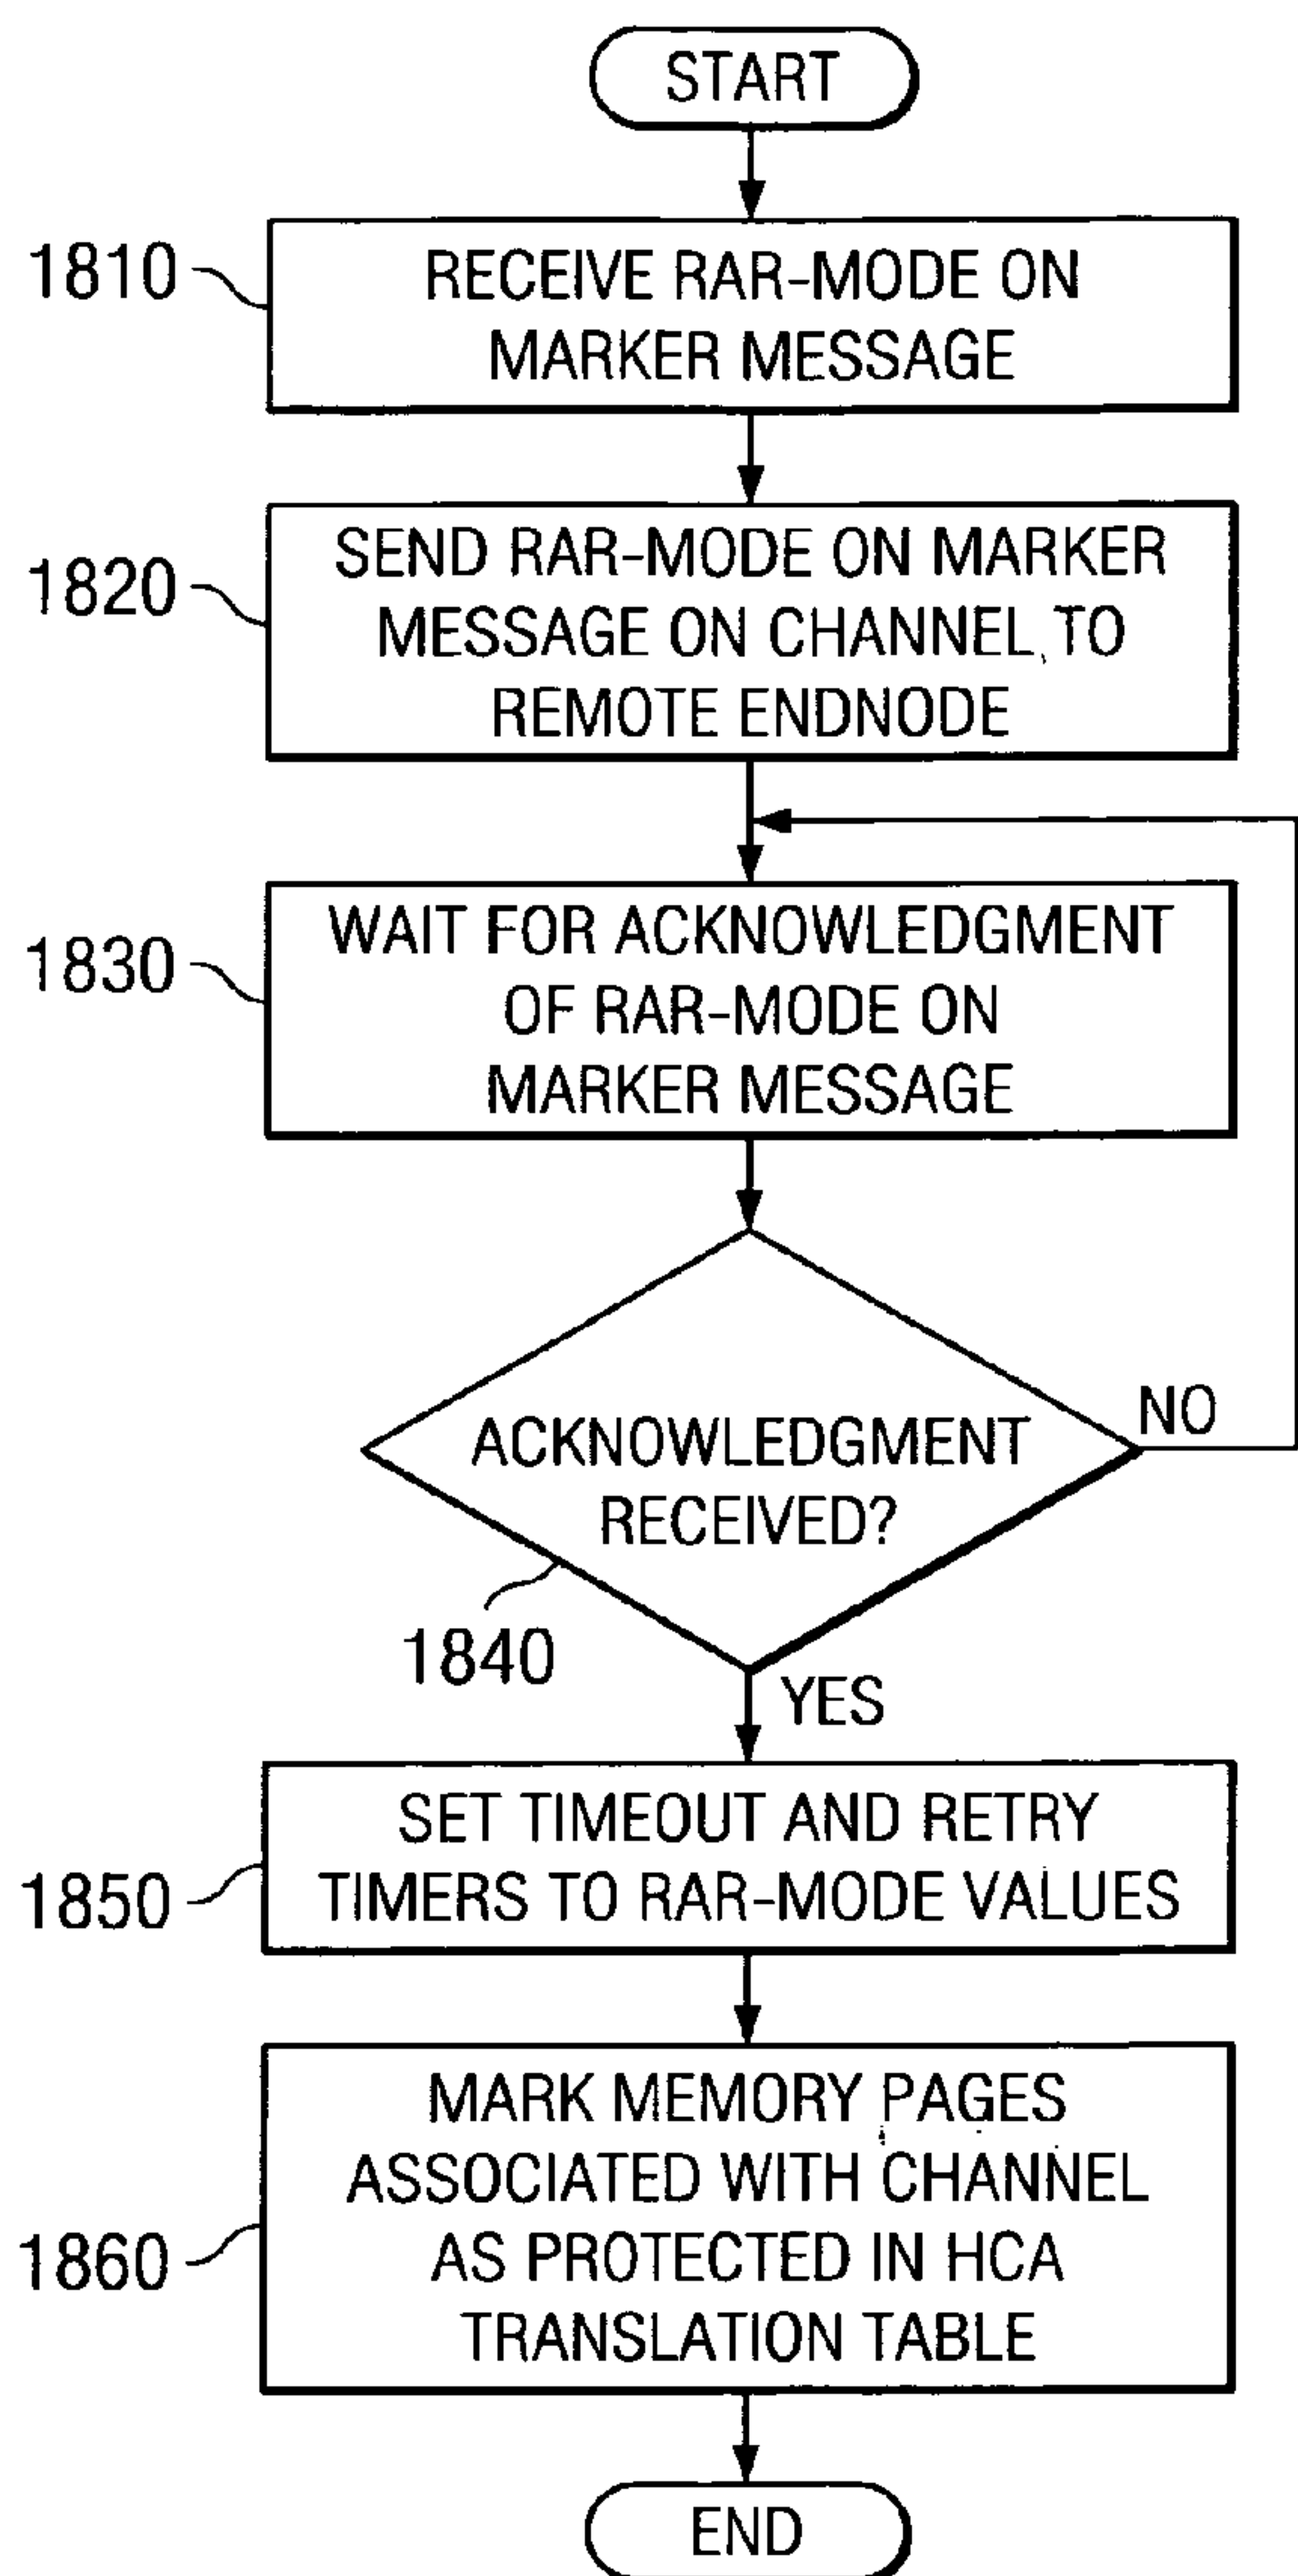 START
1810
RECEIVE RAR-MODE ON
MARKER MESSAGE
1820
SEND RAR-MODE ON MARKER
MESSAGE ON CHANNEL TO
REMOTE ENDNODE
1830
WAIT FOR ACKNOWLEDGMENT
OF RAR-MODE ON
MARKER MESSAGE
ACKNOWLEDGMENT
RECEIVED?
NO
1840
YES
1850
SET TIMEOUT AND RETRY
TIMERS TO RAR-MODE VALUES
1860
MARK MEMORY PAGES
ASSOCIATED WITH CHANNEL
AS PROTECTED IN HCA
TRANSLATION TABLE
END